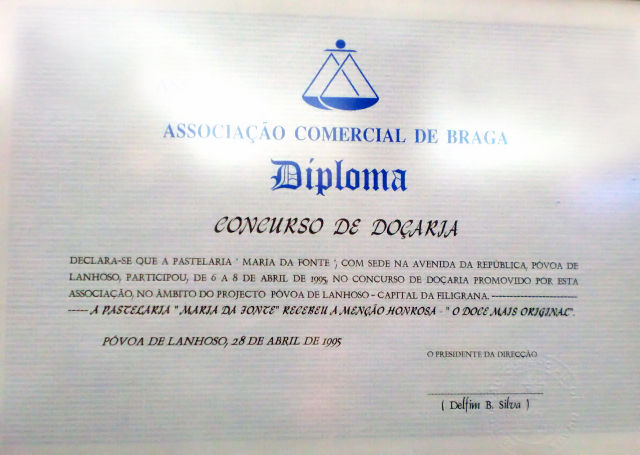 ASSOCIAÇÃO COMERCIAL DE BRAGA
Diploma
CONCURSO DE DOÇARIA
DECLARA-SE QUE A PASTELARIA ' MARIA DA FONTE ', COM SEDE NA AVENIDA DA REPÚBLICA, PÓVOA DE
LANHOSO, PARTICIPOU, DE 6 A 8 DE ABRIL DE 1995, NO CONCURSO DE DOÇARIA PROMOVIDO POR ESTA
ASSOCIAÇÃO, NO ÂMBITO DO PROJECTO PÓVOA DE LANHOSO - CAPITAL DA FILIGRANA. --------------------
----- A PASTELARIA " MARIA DA FONTE" RECEBEU A MENÇÃO HONROSA - " O DOCE MAIS ORIGINAL".
PÓVOA DE LANHOSO, 28 DE ABRIL DE 1995
O PRESIDENTE DA DIRECÇÃO
( Delfim B. Silva )